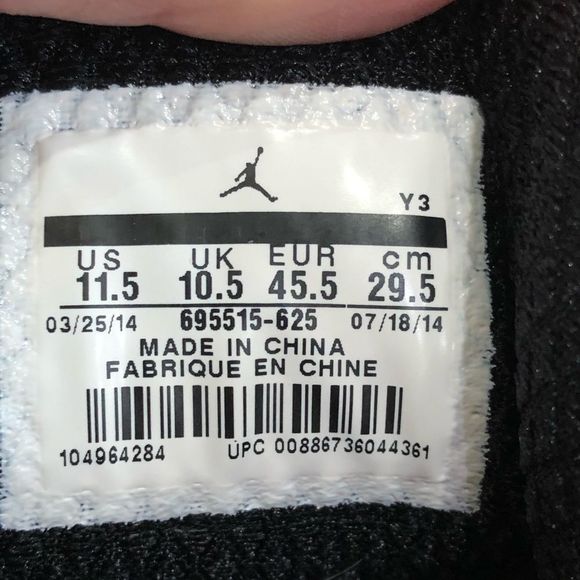 Y3
US UK EUR cm
11.5 10.5 45.5 29.5
03/25/14 695515-625 07/18/14
MADE IN CHINA
FABRIQUE EN CHINE
104964284 UPC 00886736044361